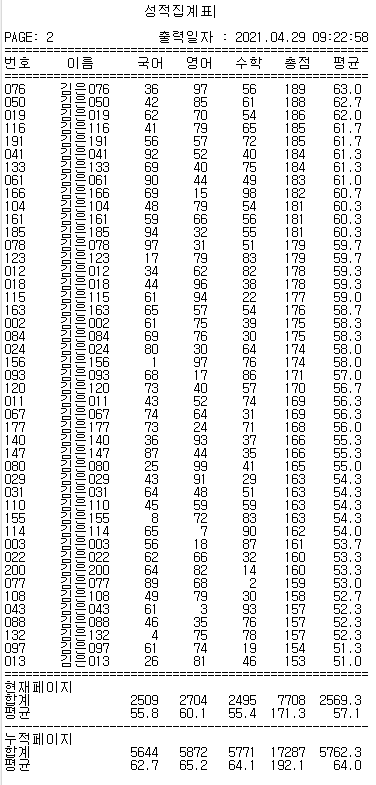 성적집계표
PAGE: 2 출력일자 : 2021.04.29 09:22:58
번호 이름 국어 영어 수학 총점 평균
076 김은076 36 97 56 189 63.0
050 김은050 42 85 61 188 62.7
019 김은019 62 70 54 186 62.0
116 김은116 41 79 65 185 61.7
191 김은191 56 57 72 185 61.7
041 김은041 92 52 40 184 61.3
133 김은133 69 40 75 184 61.3
061 김은061 90 44 49 183 61.0
166 김은166 69 15 98 182 60.7
104 김은104 48 79 54 181 60.3
161 김은161 59 66 56 181 60.3
185 김은185 94 32 55 181 60.3
078 김은078 97 31 51 179 59.7
123 김은123 17 79 83 179 59.7
012 김은012 34 62 82 178 59.3
018 김은018 44 96 38 178 59.3
115 김은115 61 94 22 177 59.0
163 김은163 65 57 54 176 58.7
002 김은002 61 75 39 175 58.3
084 김은084 69 76 30 175 58.3
024 김은024 80 30 64 174 58.0
156 김은156 1 97 76 174 58.0
093 김은093 68 17 86 171 57.0
120 김은120 73 40 57 170 56.7
011 김은011 43 52 74 169 56.3
067 김은067 74 64 31 169 56.3
177 김은177 73 24 71 168 56.0
140 김은140 36 93 37 166 55.3
147 김은147 87 44 35 166 55.3
080 김은080 25 99 41 165 55.0
029 김은029 43 91 29 163 54.3
031 김은031 64 48 51 163 54.3
110 김은110 45 59 59 163 54.3
155 김은155 8 72 83 163 54.3
114 김은114 65 7 90 162 54.0
003 김은003 56 18 87 161 53.7
022 김은022 62 66 32 160 53.3
200 김은200 64 82 14 160 53.3
077 김은077 89 68 2 159 53.0
108 김은108 49 79 30 158 52.7
043 김은043 61 3 93 157 52.3
088 김은088 46 35 76 157 52.3
132 김은132 4 75 78 157 52.3
097 김은097 61 74 19 154 51.3
013 김은013 26 81 46 153 51.0
현재페이지
합계 2509 2704 2495 7708 2569.3
평균 55.8 60.1 55.4 171.3 57.1
누적페이지
합계 5644 5872 5771 17287 5762.3
평균 62.7 65.2 64.1 192.1 64.0